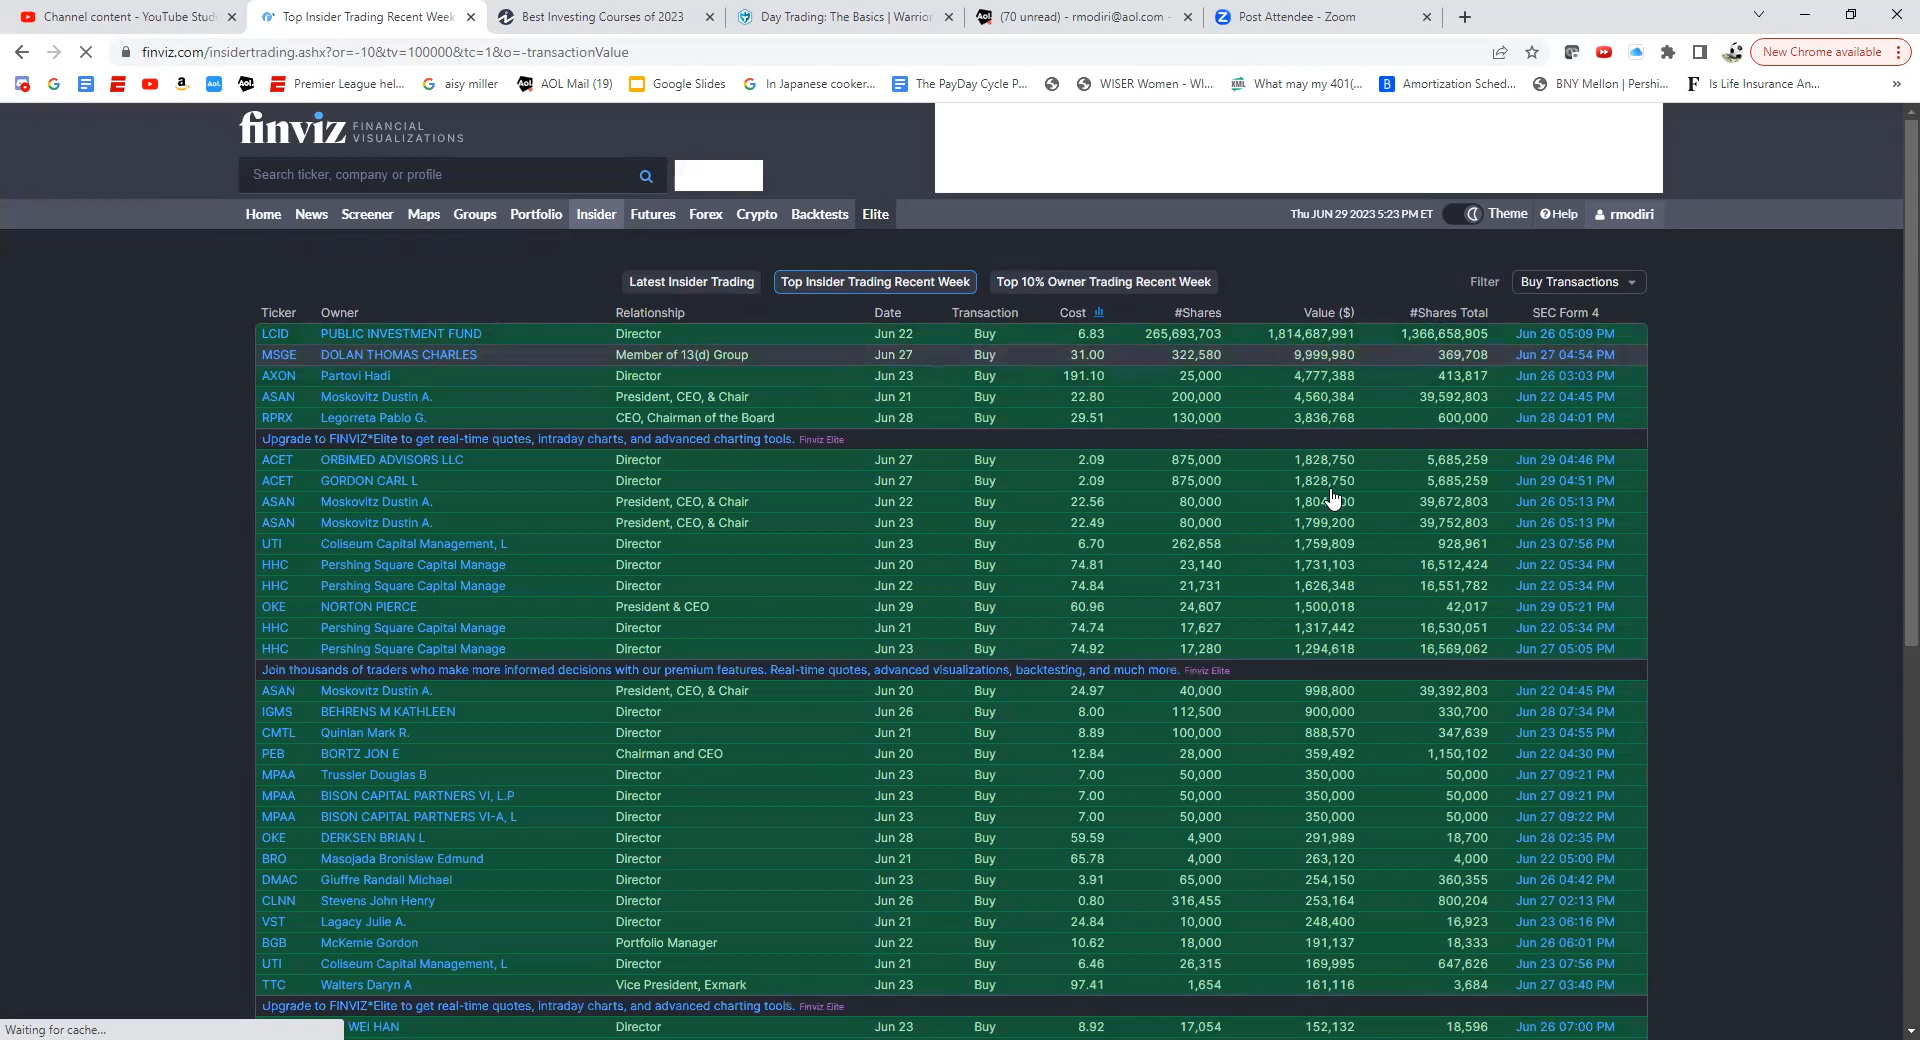 Channel content - YouTube Stud
Top Insider Trading Recent Week
Best Investing Courses of 2023
Day Trading: The Basics | Warrior
(70 unread) - rmodiri@aol.com -
Post Attendee - Zoom
finviz.com/insidertrading.ashx?or=-10&tv=100000&tc=1&o=-transactionValue
New Chrome available
Premier League hel...
aisy miller
AOL Mail (19)
Google Slides
In Japanese cooker...
The PayDay Cycle P...
WISER Women - WI...
What may my 401(...
Amortization Sched...
BNY Mellon | Pershi...
Is Life Insurance An...
finviz FINANCIAL
VISUALIZATIONS
Search ticker, company or profile
Home News Screener Maps Groups Portfolio Insider Futures Forex Crypto Backtests Elite
Thu JUN 29 2023 5:23 PM ET Theme Help rmodiri
Latest Insider Trading Top Insider Trading Recent Week Top 10% Owner Trading Recent Week Filter Buy Transactions
Ticker Owner Relationship Date Transaction Cost #Shares Value ($) #Shares Total SEC Form 4
LCID PUBLIC INVESTMENT FUND Director Jun 22 Buy 6.83 265,693,703 1,814,687,991 1,366,658,905 Jun 26 05:09 PM
MSGE DOLAN THOMAS CHARLES Member of 13(d) Group Jun 27 Buy 31.00 322,580 9,999,980 369,708 Jun 27 04:54 PM
AXON Partovi Hadi Director Jun 23 Buy 191.10 25,000 4,777,388 413,817 Jun 26 03:03 PM
ASAN Moskovitz Dustin A. President, CEO, & Chair Jun 21 Buy 22.80 200,000 4,560,384 39,592,803 Jun 22 04:45 PM
RPRX Legorreta Pablo G. CEO, Chairman of the Board Jun 28 Buy 29.51 130,000 3,836,768 600,000 Jun 28 04:01 PM
Upgrade to FINVIZ*Elite to get real-time quotes, intraday charts, and advanced charting tools. Finviz Elite
ACET ORBIMED ADVISORS LLC Director Jun 27 Buy 2.09 875,000 1,828,750 5,685,259 Jun 29 04:46 PM
ACET GORDON CARL L Director Jun 27 Buy 2.09 875,000 1,828,750 5,685,259 Jun 29 04:51 PM
ASAN Moskovitz Dustin A. President, CEO, & Chair Jun 22 Buy 22.56 80,000 39,672,803 Jun 26 05:13 PM
ASAN Moskovitz Dustin A. President, CEO, & Chair Jun 23 Buy 22.49 80,000 1,799,200 39,752,803 Jun 26 05:13 PM
UTI Coliseum Capital Management, L Director Jun 23 Buy 6.70 262,658 1,759,809 928,961 Jun 23 07:56 PM
HHC Pershing Square Capital Manage Director Jun 20 Buy 74.81 23,140 1,731,103 16,512,424 Jun 22 05:34 PM
HHC Pershing Square Capital Manage Director Jun 22 Buy 74.84 21,731 1,626,348 16,551,782 Jun 22 05:34 PM
OKE NORTON PIERCE President & CEO Jun 29 Buy 60.96 24,607 1,500,018 42,017 Jun 29 05:21 PM
HHC Pershing Square Capital Manage Director Jun 21 Buy 74.74 17,627 1,317,442 16,530,051 Jun 22 05:34 PM
HHC Pershing Square Capital Manage Director Jun 23 Buy 74.92 17,280 1,294,618 16,569,062 Jun 27 05:05 PM
Join thousands of traders who make more informed decisions with our premium features. Real-time quotes, advanced visualizations, backtesting, and much more. Finviz Elite
ASAN Moskovitz Dustin A. President, CEO, & Chair Jun 20 Buy 24.97 40,000 998,800 39,392,803 Jun 22 04:45 PM
IGMS BEHRENS M KATHLEEN Director Jun 26 Buy 8.00 112,500 900,000 330,700 Jun 28 07:34 PM
CMTL Quinlan Mark R. Director Jun 21 Buy 8.89 100,000 888,570 347,639 Jun 23 04:55 PM
PEB BORTZ JON E Chairman and CEO Jun 20 Buy 12.84 28,000 359,492 1,150,102 Jun 22 04:30 PM
MPAA Trussler Douglas B Director Jun 23 Buy 7.00 50,000 350,000 50,000 Jun 27 09:21 PM
MPAA BISON CAPITAL PARTNERS VI, L.P Director Jun 23 Buy 7.00 50,000 350,000 50,000 Jun 27 09:21 PM
MPAA BISON CAPITAL PARTNERS VI-A, L Director Jun 23 Buy 7.00 50,000 350,000 50,000 Jun 27 09:22 PM
OKE DERKSEN BRIAN L Director Jun 28 Buy 59.59 4,900 291,989 18,700 Jun 28 02:35 PM
BRO Masojada Bronislaw Edmund Director Jun 21 Buy 65.78 4,000 263,120 4,000 Jun 22 05:00 PM
DMAC Giuffre Randall Michael Director Jun 23 Buy 3.91 65,000 254,150 360,355 Jun 26 04:42 PM
CLNN Stevens John Henry Director Jun 26 Buy 0.80 316,455 253,164 800,204 Jun 27 02:13 PM
VST Lagacy Julie A. Director Jun 21 Buy 24.84 10,000 248,400 16,923 Jun 23 06:16 PM
BGB McKemie Gordon Portfolio Manager Jun 22 Buy 10.62 18,000 191,137 18,333 Jun 26 06:01 PM
UTI Coliseum Capital Management, L Director Jun 21 Buy 6.46 26,315 169,995 647,626 Jun 23 07:56 PM
TTC Walters Daryn A Vice President, Exmark Jun 23 Buy 97.41 1,654 161,116 3,684 Jun 27 03:40 PM
Upgrade to FINVIZ*Elite to get real-time quotes, intraday charts, and advanced charting tools. Finviz Elite
WEI HAN Director Jun 23 Buy 8.92 17,054 152,132 18,596 Jun 26 07:00 PM
Waiting for cache...